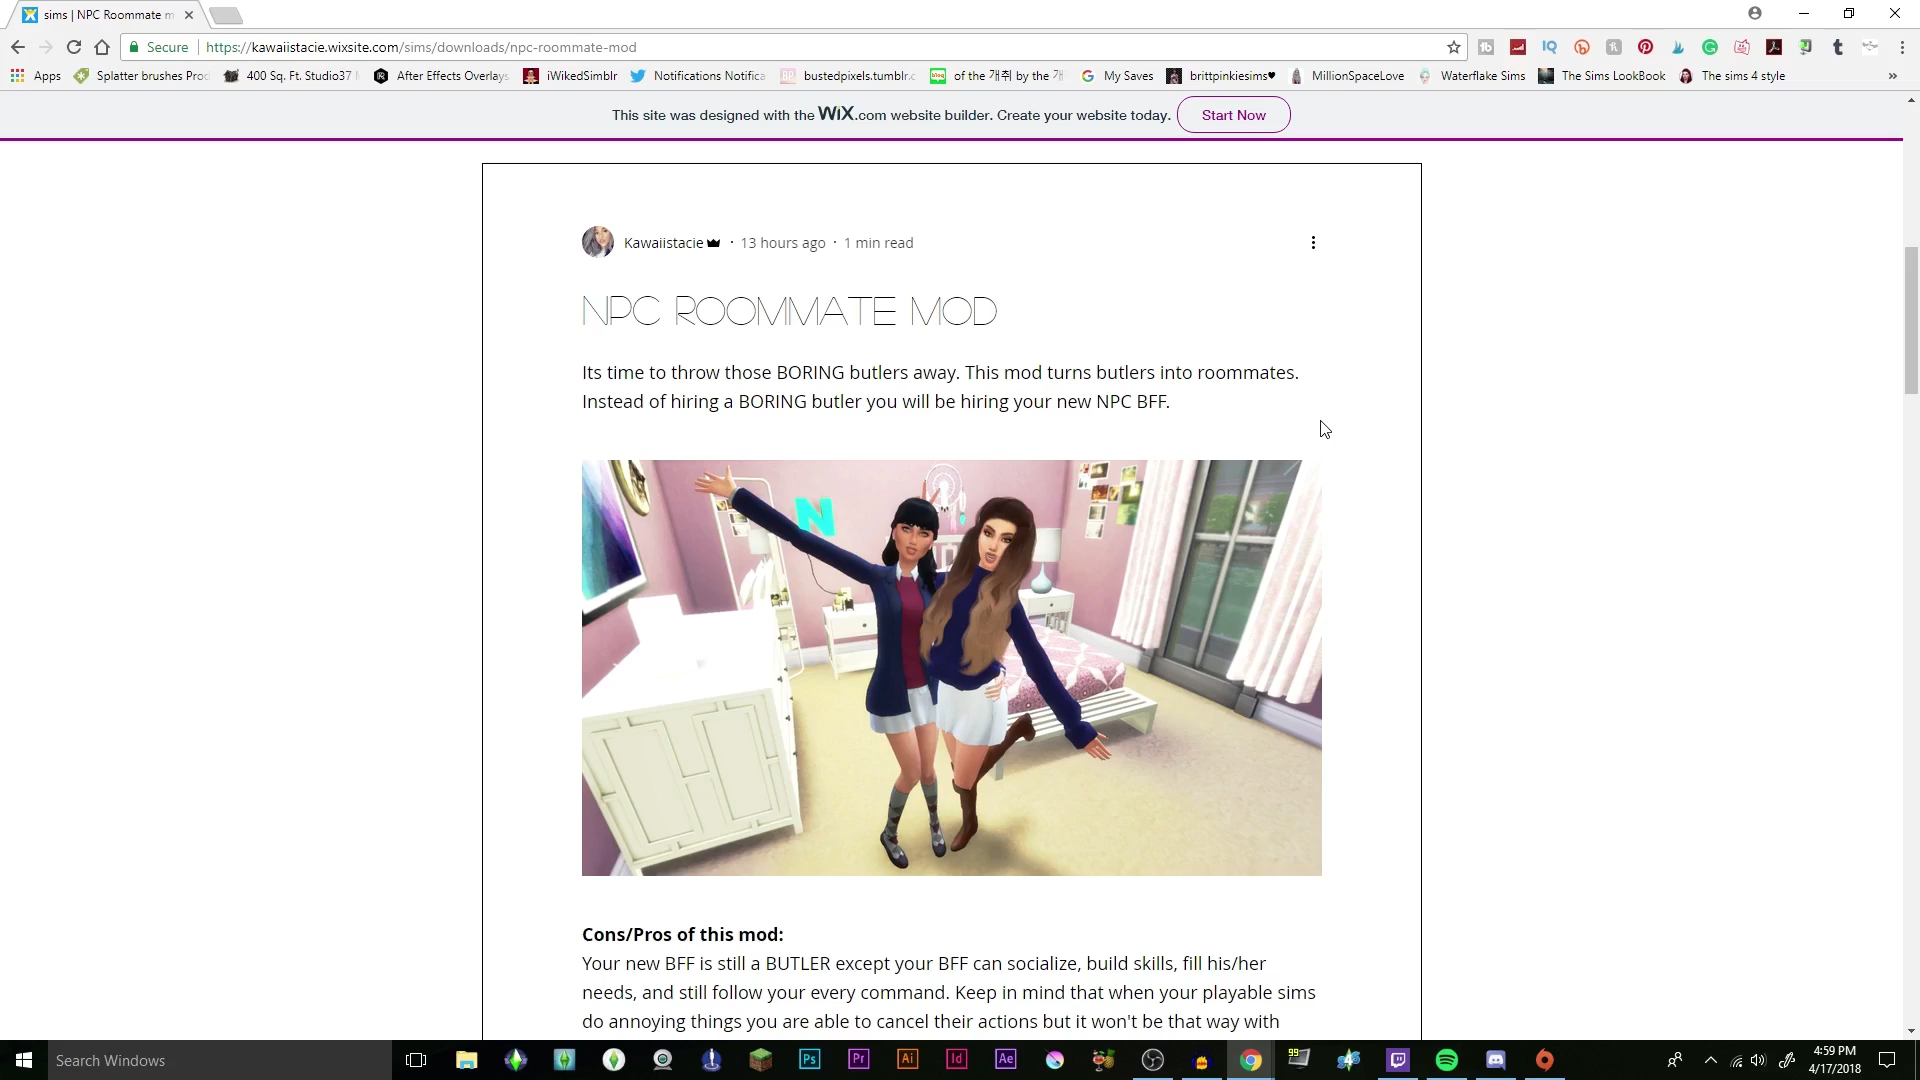 sims | NPC Roommate m
Secure
https://kawaiistacie.wixsite.com/sims/downloads/npc-roommate-mod
Apps
Splatter brushes Proc
400 Sq. Ft. Studio37
After Effects Overlays
iWikedSimblr
Notifications Notifica
bustedpixels.tumblr.c
of the 개취 by the 개
My Saves
brittpinkiesims♥
MillionSpaceLove
Waterflake Sims
The Sims LookBook
The sims 4 style
»
This site was designed with the WiX.com website builder. Create your website today.
Start Now
Kawaiistacie · 13 hours ago · 1 min read
NPC ROOMMATE MOD
Its time to throw those BORING butlers away. This mod turns butlers into roommates.
Instead of hiring a BORING butler you will be hiring your new NPC BFF.
N
Cons/Pros of this mod:
Your new BFF is still a BUTLER except your BFF can socialize, build skills, fill his/her
needs, and still follow your every command. Keep in mind that when your playable sims
do annoying things you are able to cancel their actions but it won't be that way with
Search Windows
Ps
Pr
Ai
Id
Ae
99
4:59 PM
4/17/2018